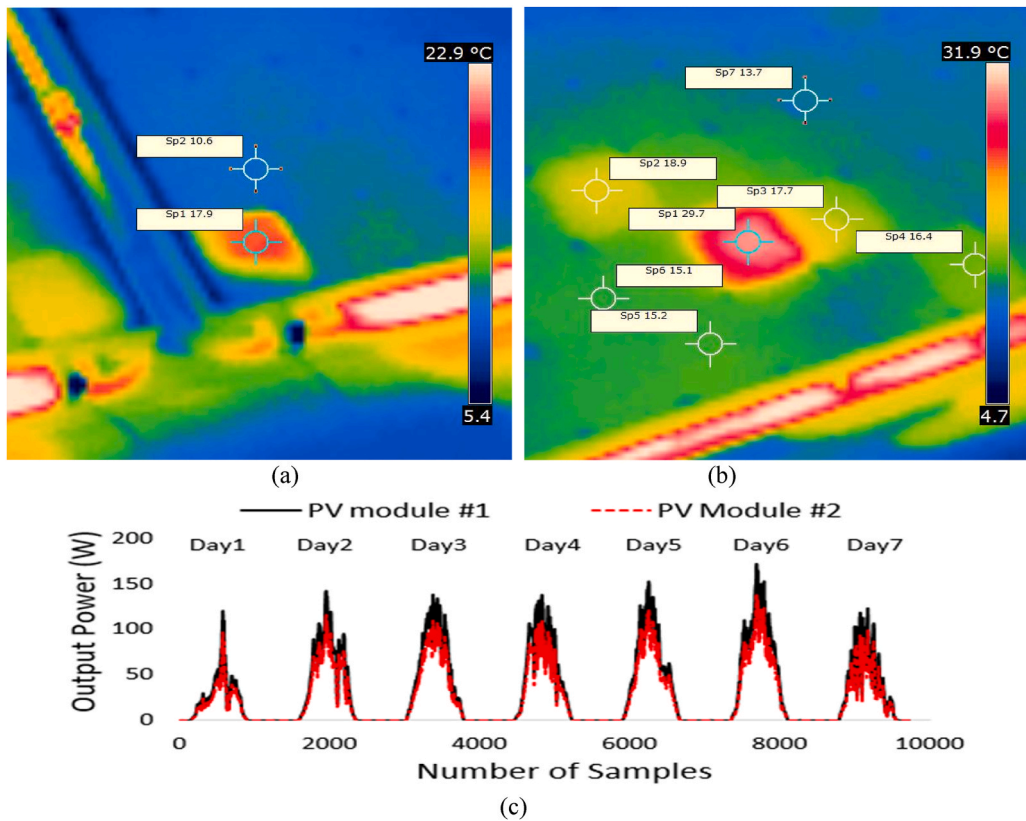 22.9 °C
Sp2 10.6
Sp1 17.9
5.4
(a)
31.9 °C
Sp7 13.7
Sp2 18.9
Sp3 17.7
Sp1 29.7
Sp4 16.4
Sp6 15.1
Sp5 15.2
4.7
(b)
PV module #1 PV Module #2
Output Power (W)
200
150
100
50
0
Day1 Day2 Day3 Day4 Day5 Day6 Day7
0 2000 4000 6000 8000 10000
Number of Samples
(c)